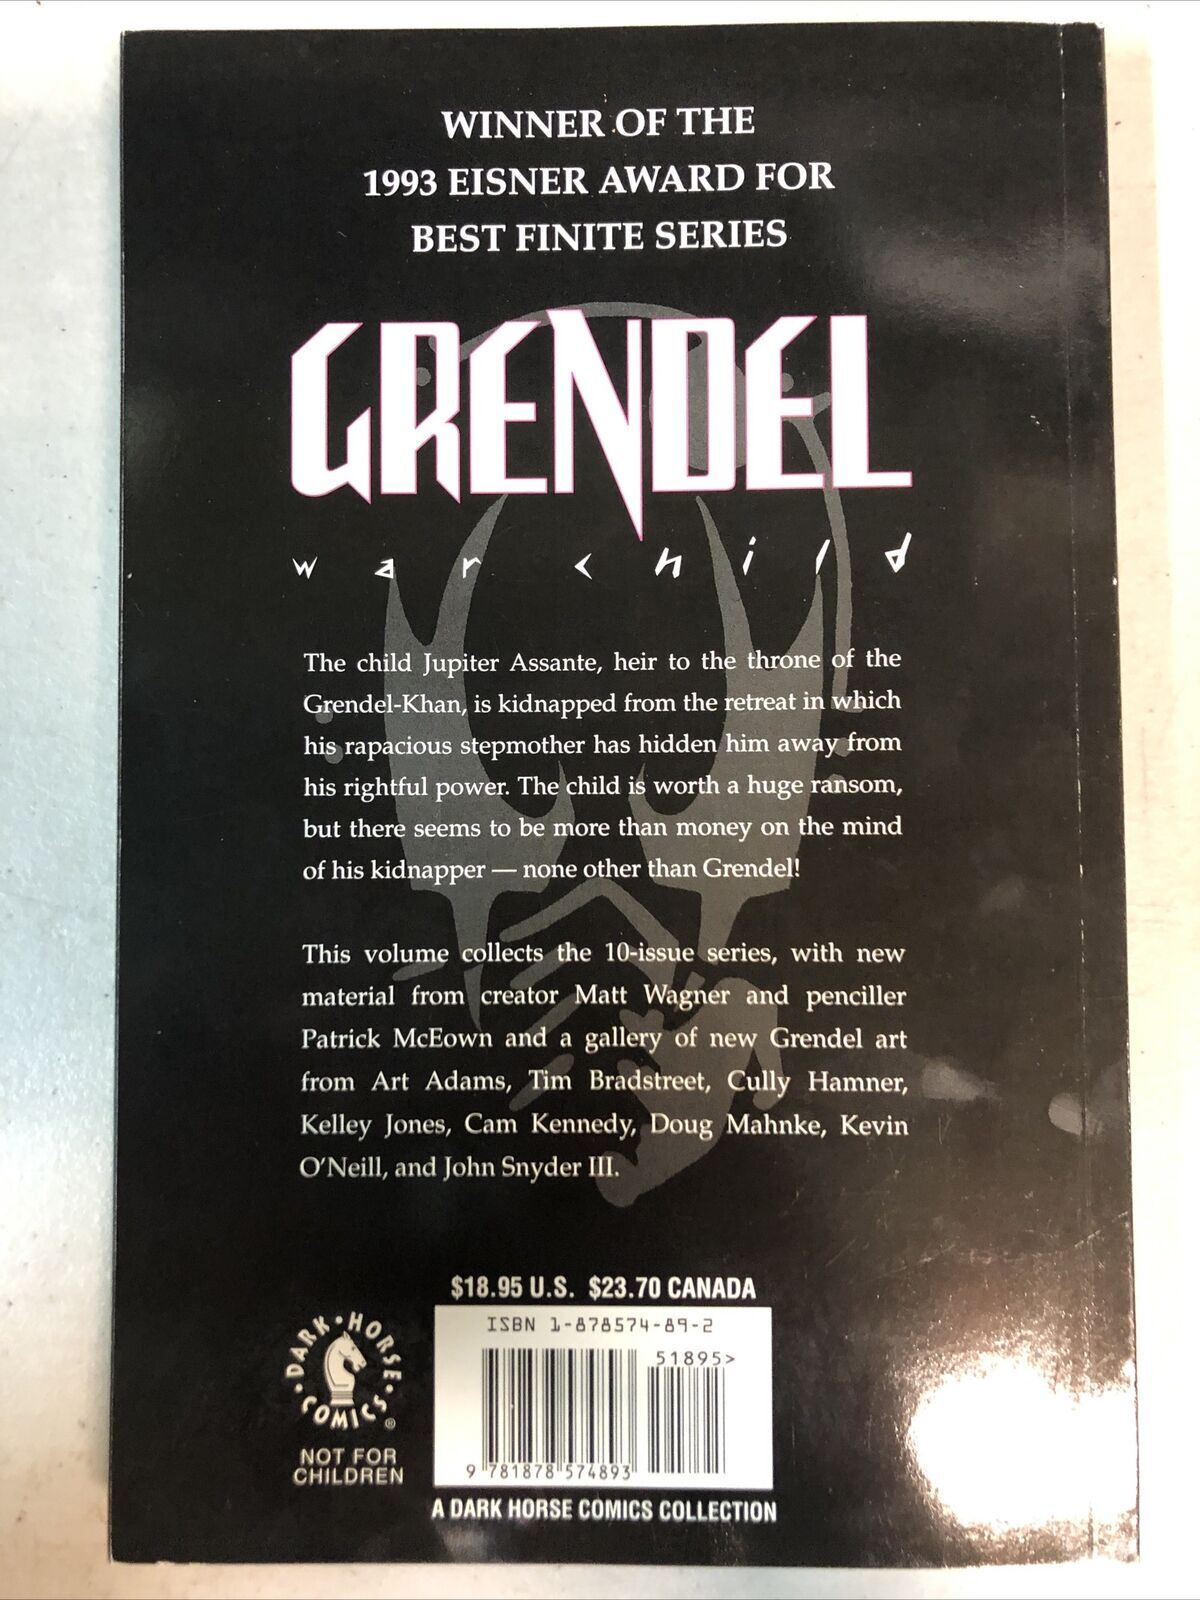 WINNER OF THE
1993 EISNER AWARD FOR
BEST FINITE SERIES
GRENDEL
war child
The child Jupiter Assante, heir to the throne of the
Grendel-Khan, is kidnapped from the retreat in which
his rapacious stepmother has hidden him away from
his rightful power. The child is worth a huge ransom,
but there seems to be more than money on the mind
of his kidnapper — none other than Grendel!
This volume collects the 10-issue series, with new
material from creator Matt Wagner and penciller
Patrick McEown and a gallery of new Grendel art
from Art Adams, Tim Bradstreet, Cully Hamner,
Kelley Jones, Cam Kennedy, Doug Mahnke, Kevin
O'Neill, and John Snyder III.
$18.95 U.S. $23.70 CANADA
ISBN 1-878574-89-2
51895>
9 781878 574893
DARK HORSE COMICS®
NOT FOR
CHILDREN
A DARK HORSE COMICS COLLECTION